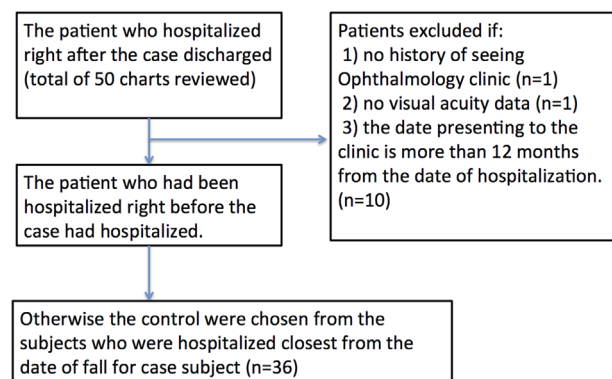 The patient who hospitalized
right after the case discharged
(total of 50 charts reviewed)
Patients excluded if:
1) no history of seeing
Ophthalmology clinic (n=1)
2) no visual acuity data (n=1)
3) the date presenting to the
clinic is more than 12 months
from the date of hospitalization.
(n=10)
The patient who had been
hospitalized right before the
case had hospitalized.
Otherwise the control were chosen from the
subjects who were hospitalized closest from the
date of fall for case subject (n=36)